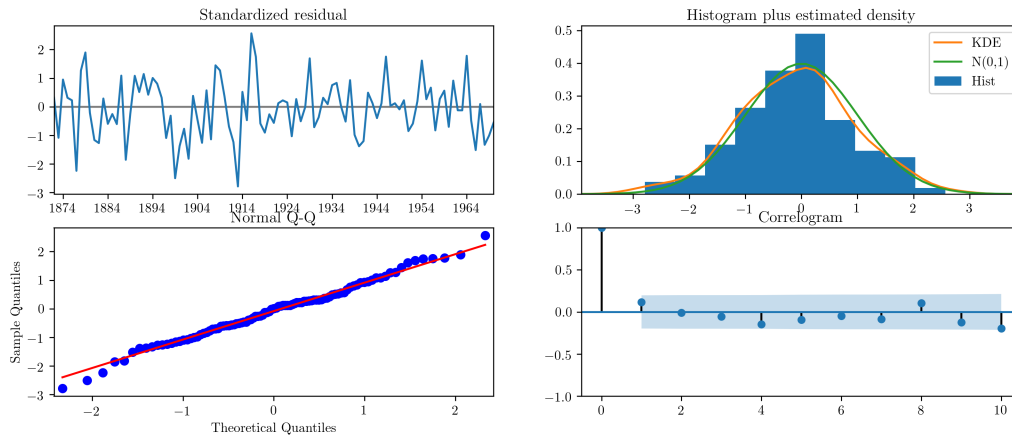 Standardized residual
2
1
0
−1
−2
−3
1874 1884 1894 1904 1914 1924 1934 1944 1954 1964
Histogram plus estimated density
0.5
0.4
0.3
0.2
0.1
0.0
KDE
N(0,1)
Hist
−3 −2 −1 0 1 2 3
Normal Q-Q
Sample Quantiles
2
1
0
−1
−2
−3
−2 −1 0 1 2
Theoretical Quantiles
Correlogram
1.0
0.5
0.0
−0.5
−1.0
0 2 4 6 8 10